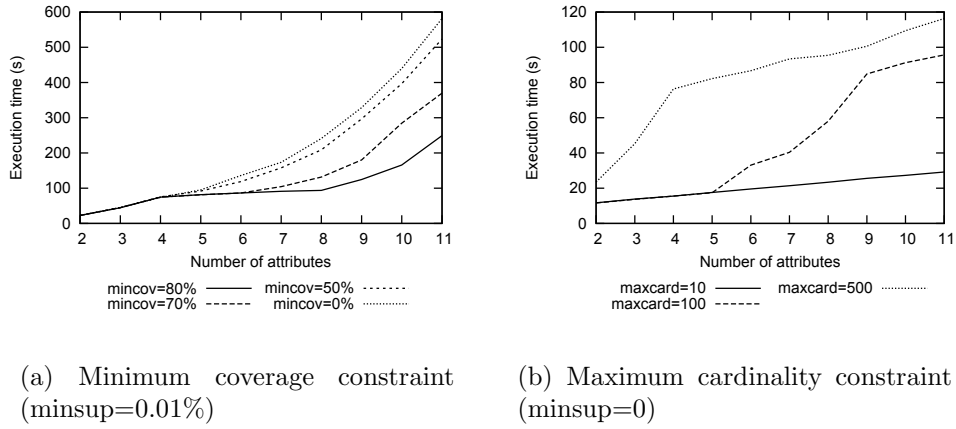 600
500
400
300
200
100
0
Execution time (s)
2 3 4 5 6 7 8 9 10 11
Number of attributes
mincov=80% mincov=50%
mincov=70% mincov=0%
(a) Minimum coverage constraint
(minsup=0.01%)
120
100
80
60
40
20
0
Execution time (s)
2 3 4 5 6 7 8 9 10 11
Number of attributes
maxcard=10 maxcard=500
maxcard=100
(b) Maximum cardinality constraint
(minsup=0)